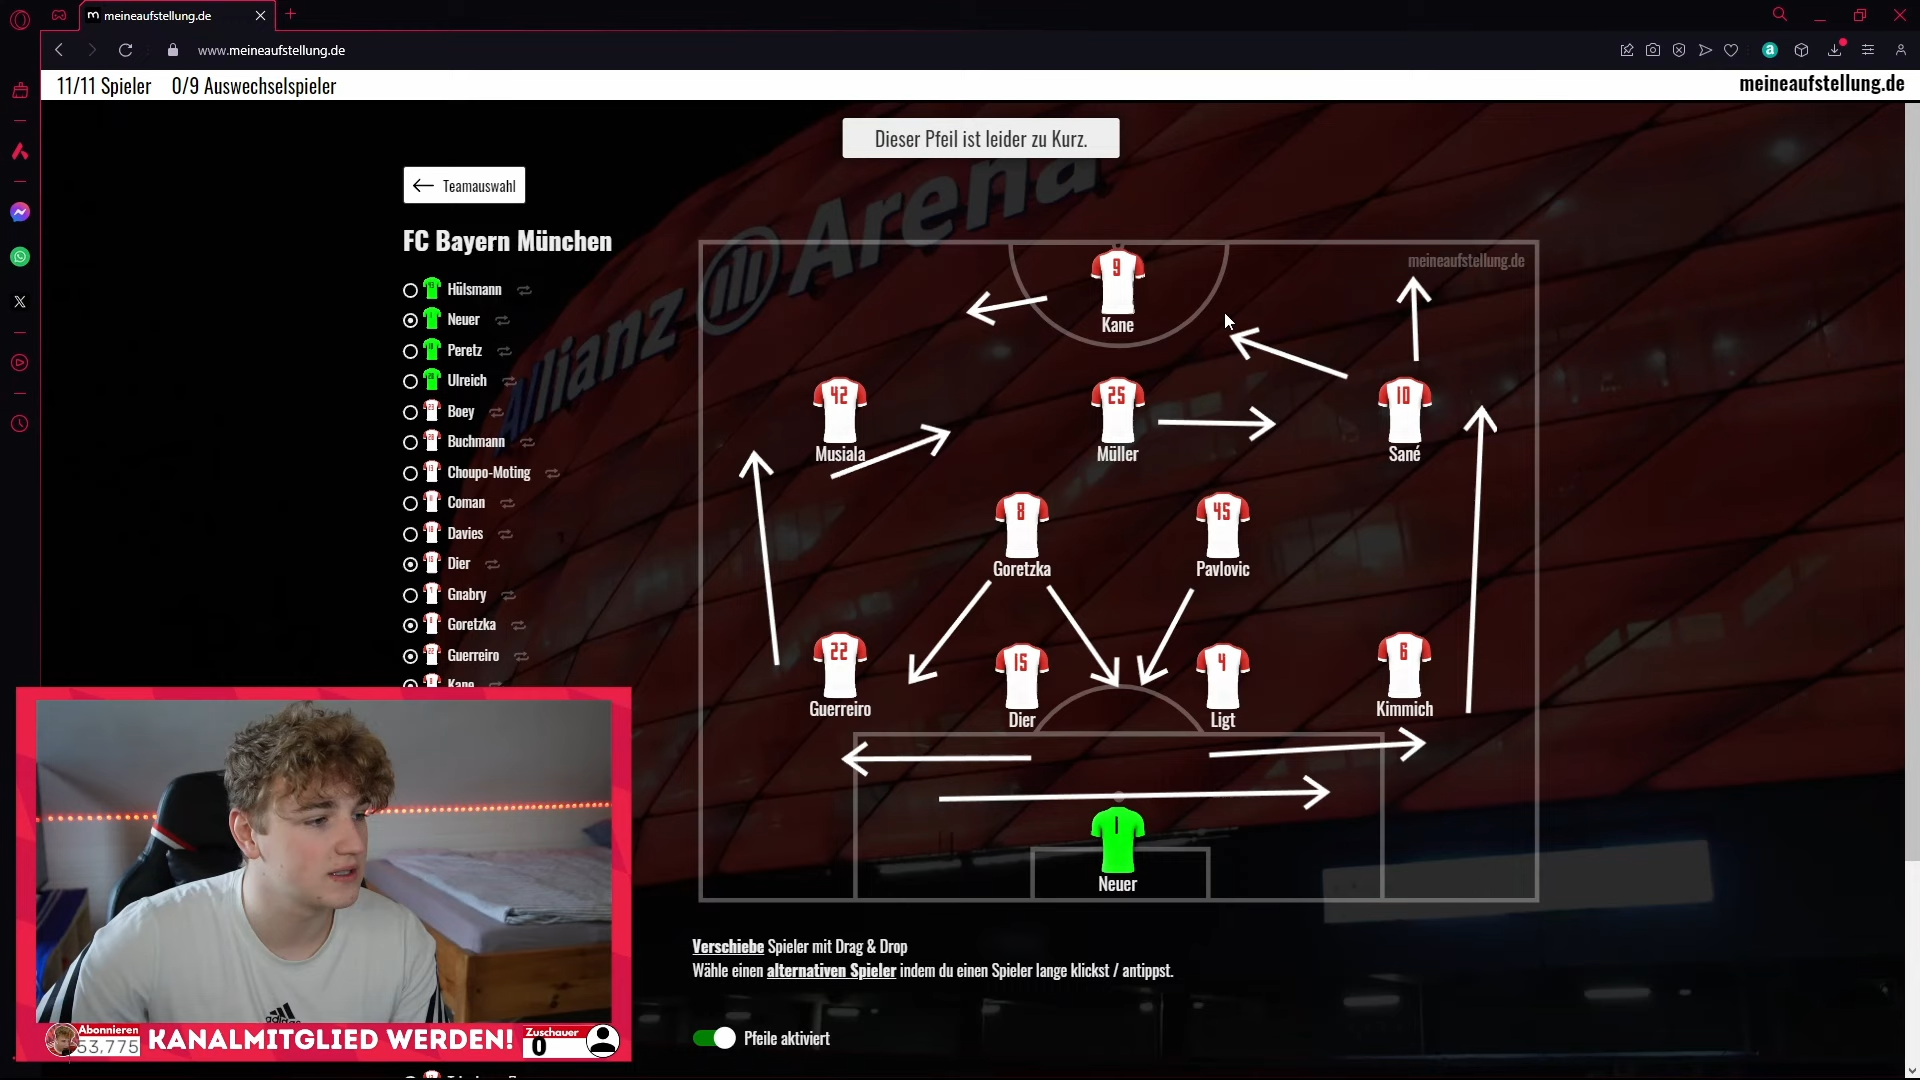 meineaufstellung.de
www.meineaufstellung.de
11/11 Spieler 0/9 Auswechselspieler
meineaufstellung.de
Dieser Pfeil ist leider zu Kurz.
Teamauswahl
FC Bayern München
Hülsmann
Neuer
Peretz
Ulreich
Boey
Buchmann
Choupo-Moting
Coman
Davies
Dier
Gnabry
Goretzka
Guerreiro
Kane
Allianz Arena
meineaufstellung.de
9
Kane
42
Musiala
25
Müller
10
Sané
8
Goretzka
45
Pavlovic
22
Guerreiro
15
Dier
4
Ligt
6
Kimmich
1
Neuer
Verschiebe Spieler mit Drag & Drop
Wähle einen alternativen Spieler indem du einen Spieler lange klickst / antippst.
Pfeile aktiviert
adidas
Abonnieren
53,775
KANALMITGLIED WERDEN!
Zuschauer
0